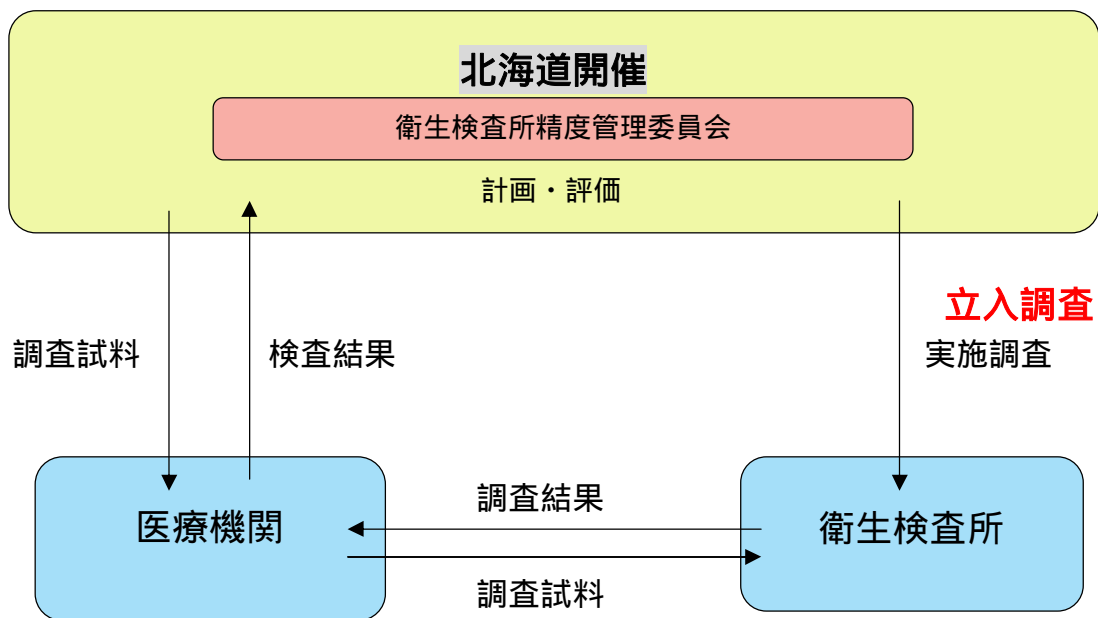 北海道開催
衛生検査所精度管理委員会
計画・評価
立入調査
調査試料
検査結果
実施調査
医療機関
調査結果
衛生検査所
調査試料